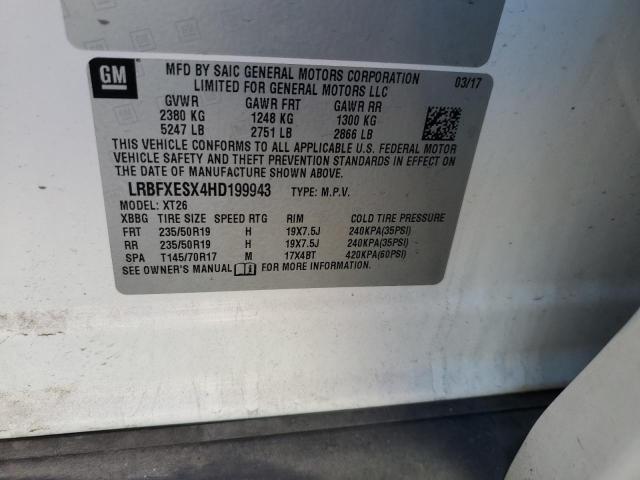 GM
MFD BY SAIC GENERAL MOTORS CORPORATION 03/17
LIMITED FOR GENERAL MOTORS LLC
GVWR GAWR FRT GAWR RR
2380 KG 1248 KG 1300 KG
5247 LB 2751 LB 2866 LB
THIS VEHICLE CONFORMS TO ALL APPLICABLE U.S. FEDERAL MOTOR
VEHICLE SAFETY AND THEFT PREVENTION STANDARDS IN EFFECT ON
THE DATE OF MANUFACTURE SHOWN ABOVE.
LRBFXESX4HD199943 TYPE: M.P.V.
MODEL: XT26
XBBG TIRE SIZE SPEED RTG RIM COLD TIRE PRESSURE
FRT 235/50R19 H 19X7.5J 240KPA(35PSI)
RR 235/50R19 H 19X7.5J 240KPA(35PSI)
SPA T145/70R17 M 17X4BT 420KPA(60PSI)
SEE OWNER'S MANUAL FOR MORE INFORMATION